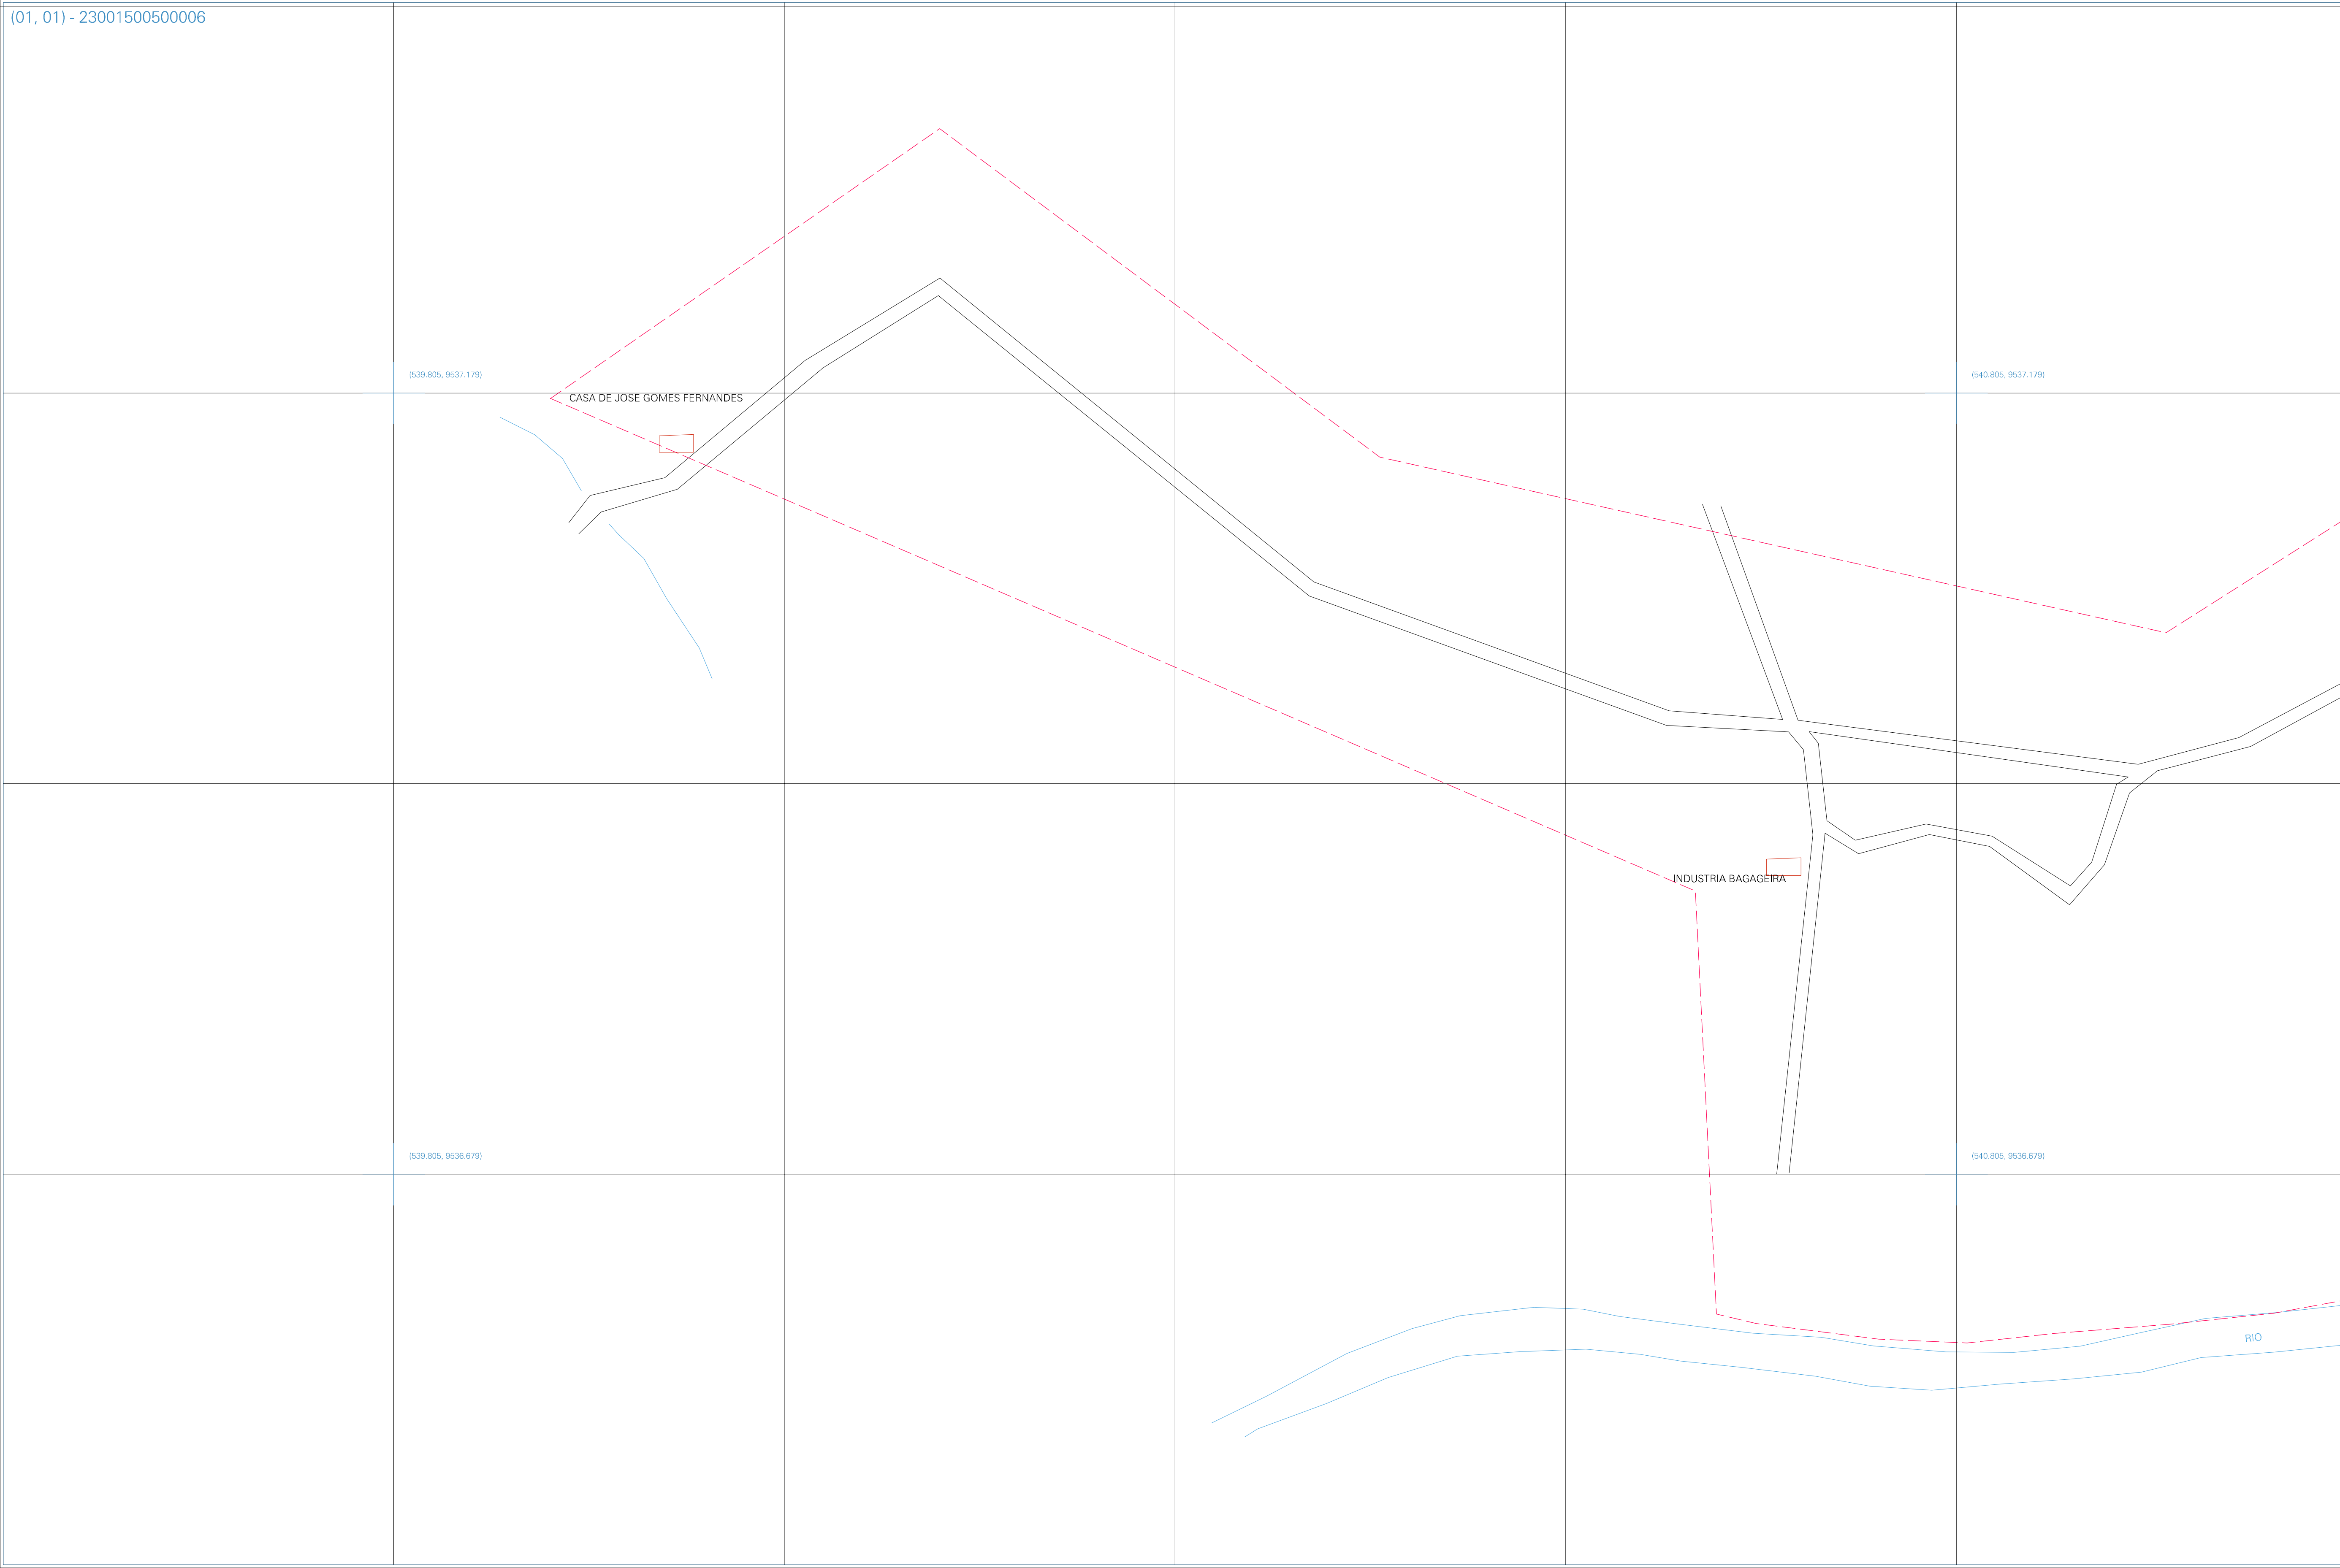 (01, 01) - 23001500500006
(539.805, 9537.179)
(540.805, 9537.179)
CASA DE JOSE GOMES FERNANDES
INDUSTRIA BAGAGEIRA
(539.805, 9536.679)
(540.805, 9536.679)
RIO